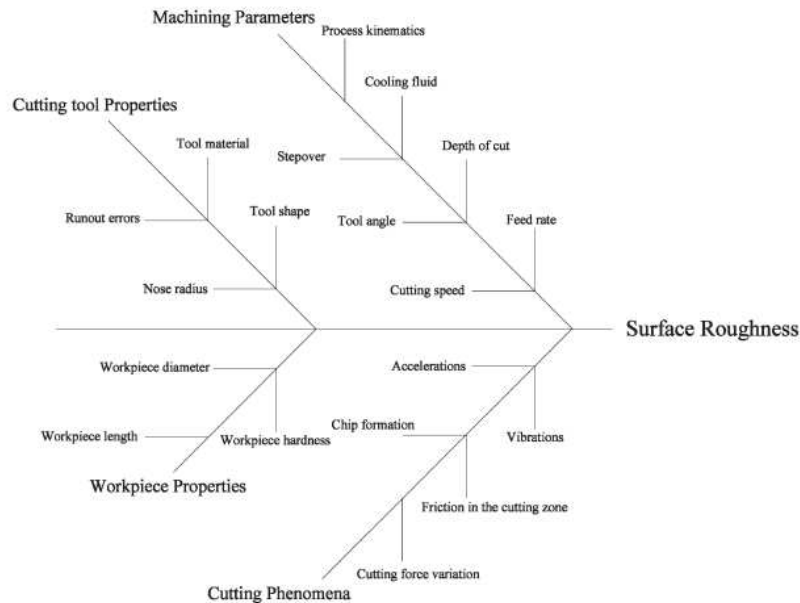 Machining Parameters
Process kinematics
Cooling fluid
Cutting tool Properties
Tool material
Stepover
Depth of cut
Runout errors
Tool shape
Tool angle
Feed rate
Nose radius
Cutting speed
Surface Roughness
Workpiece diameter
Accelerations
Workpiece length
Workpiece hardness
Chip formation
Vibrations
Workpiece Properties
Friction in the cutting zone
Cutting force variation
Cutting Phenomena